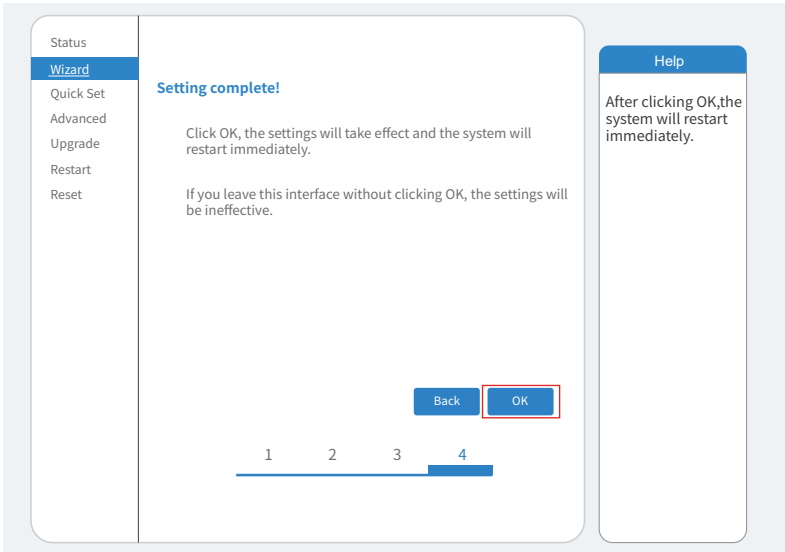 Status
Wizard
Quick Set
Advanced
Upgrade
Restart
Reset
Setting complete!
Click OK, the settings will take effect and the system will
restart immediately.
If you leave this interface without clicking OK, the settings will
be ineffective.
Back
OK
1 2 3 4
Help
After clicking OK,the
system will restart
immediately.